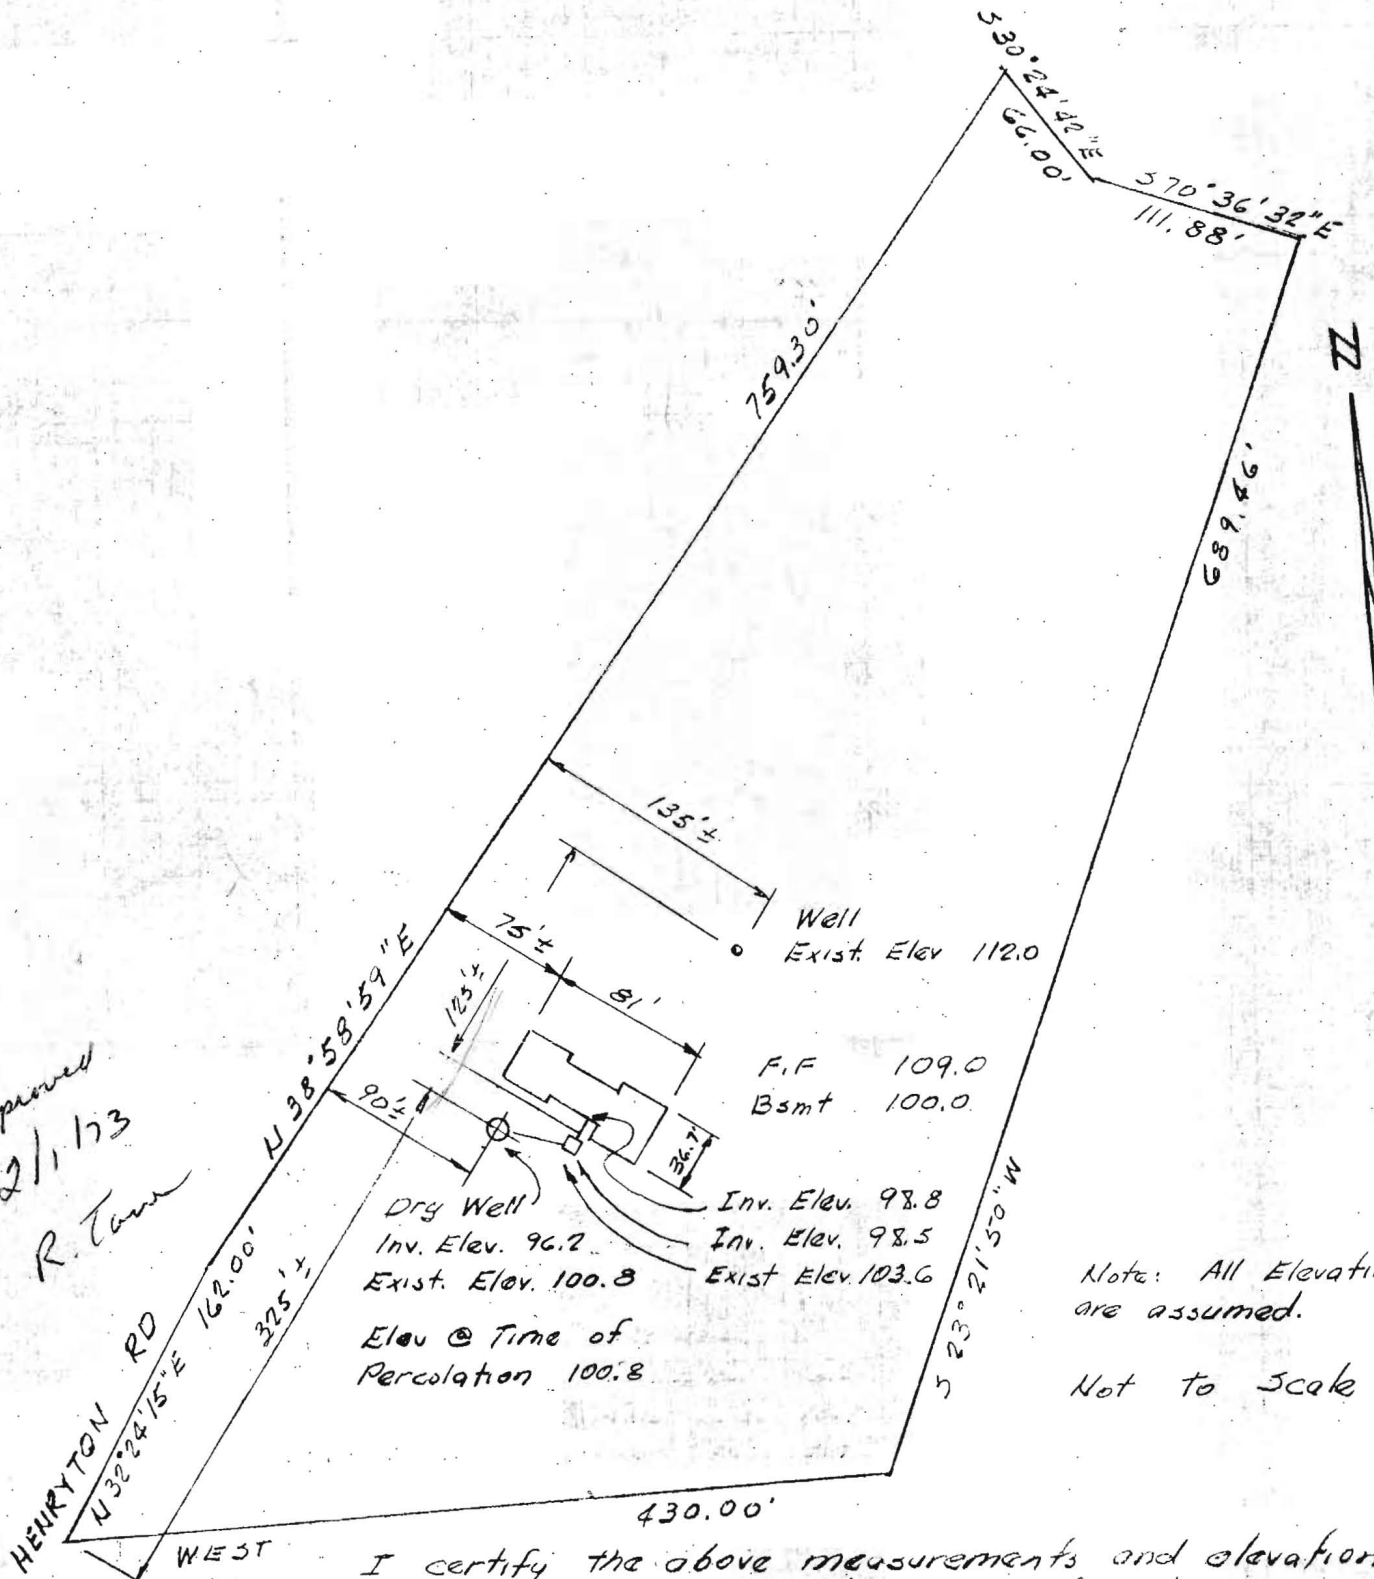 S30°24'42"E
66.00'
S70°36'32"E
111.88'
759.30'
N
689.46'
135'±
Well
Exist. Elev 112.0
75'±
125'±
81'
N 38°58'59"E
90'±
F.F 109.0
Bsmt 100.0
36.7'
2/1/73
R.
Dry Well
Inv. Elev. 96.2
Exist. Elev. 100.8
Inv. Elev. 98.8
Inv. Elev. 98.5
Exist Elev. 103.6
Elev @ Time of
Percolation 100.8
S 23°21'50"W
Note: All
are assumed.
Not to Scale
162.00'
325'±
HENRYTON RD
N 32°24'15"E
430.00'
WEST
I certify the above measurements and